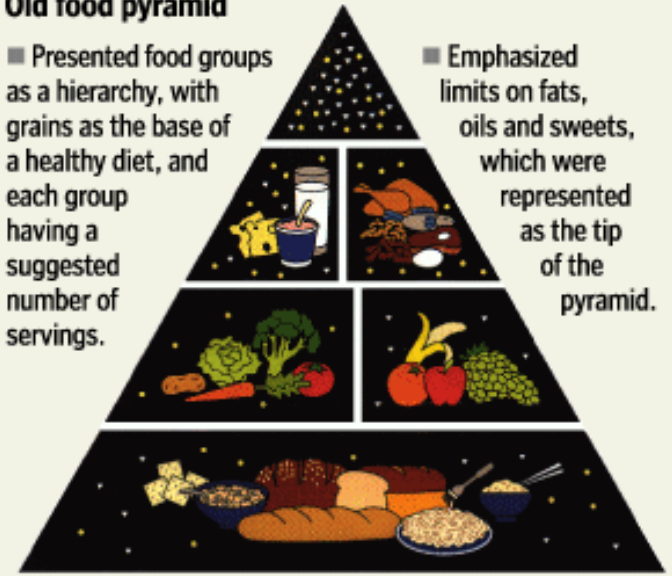 Old food pyramid
■ Presented food groups
as a hierarchy, with
grains as the base of
a healthy diet, and
each group
having a
suggested
number of
servings.
■ Emphasized
limits on fats,
oils and sweets,
which were
represented
as the tip
of the
pyramid.